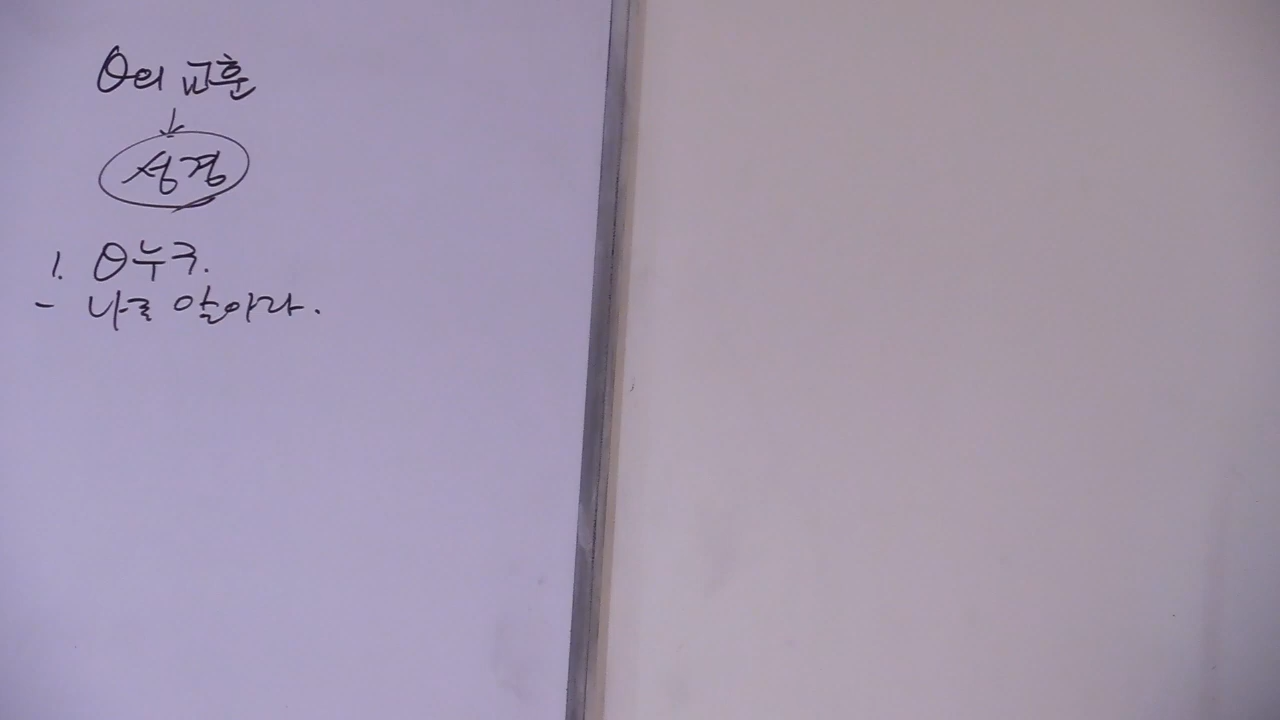 θ의 교훈
↓
성경
1. θ누구.
- 나를 알아라.